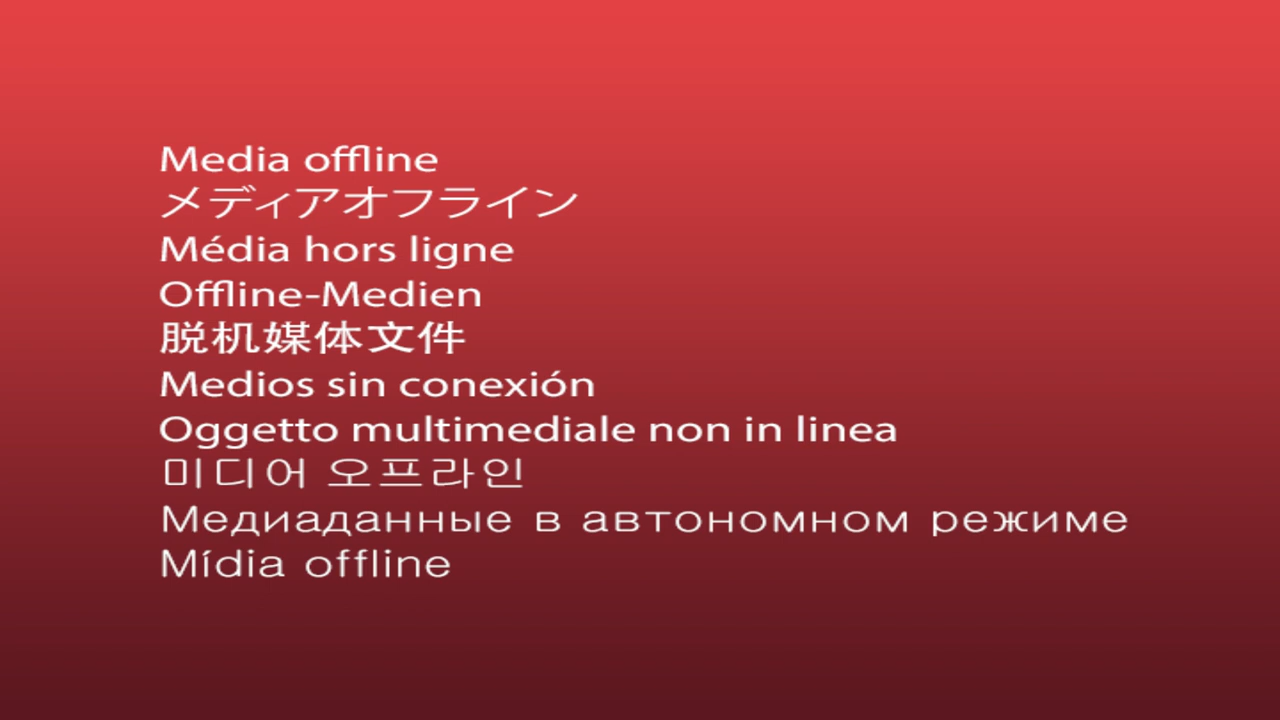 Media offline
メディアオフライン
Média hors ligne
Offline-Medien
脱机媒体文件
Medios sin conexión
Oggetto multimediale non in linea
미디어 오프라인
Медиаданные в автономном режиме
Mídia offline